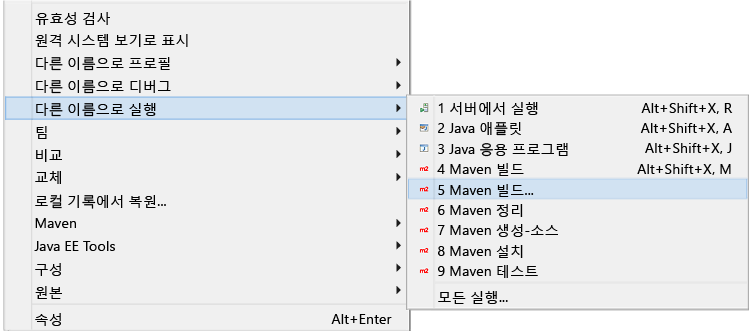 유효성 검사
원격 시스템 보기로 표시
다른 이름으로 프로필
다른 이름으로 디버그
다른 이름으로 실행
팀
비교
교체
로컬 기록에서 복원...
Maven
Java EE Tools
구성
원본
속성 Alt+Enter
1 서버에서 실행 Alt+Shift+X, R
2 Java 애플릿 Alt+Shift+X, A
3 Java 응용 프로그램 Alt+Shift+X, J
m2 4 Maven 빌드 Alt+Shift+X, M
m2 5 Maven 빌드...
m2 6 Maven 정리
m2 7 Maven 생성-소스
m2 8 Maven 설치
m2 9 Maven 테스트
모든 실행...